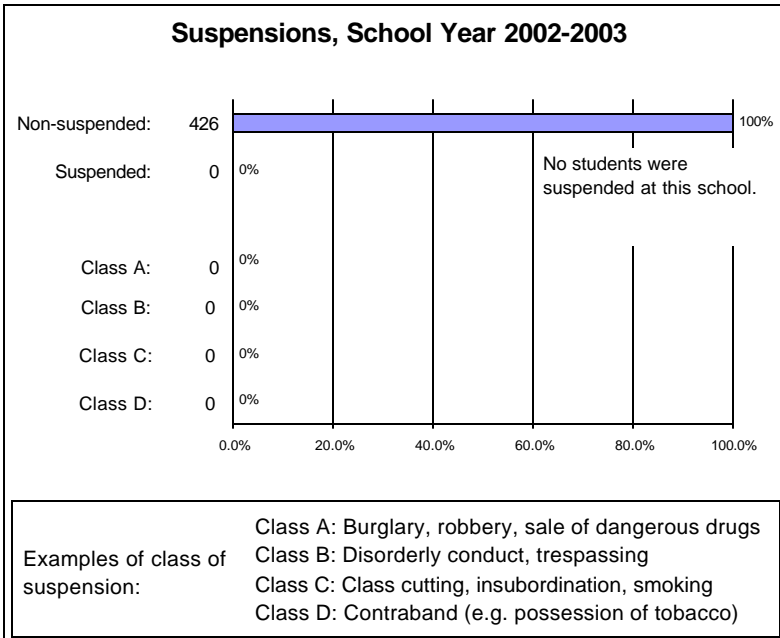 Suspensions, School Year 2002-2003
Non-suspended: 426 100%
Suspended: 0 0%
No students were
suspended at this school.
Class A: 0 0%
Class B: 0 0%
Class C: 0 0%
Class D: 0 0%
0.0% 20.0% 40.0% 60.0% 80.0% 100.0%
Examples of class of
suspension:
Class A: Burglary, robbery, sale of dangerous drugs
Class B: Disorderly conduct, trespassing
Class C: Class cutting, insubordination, smoking
Class D: Contraband (e.g. possession of tobacco)